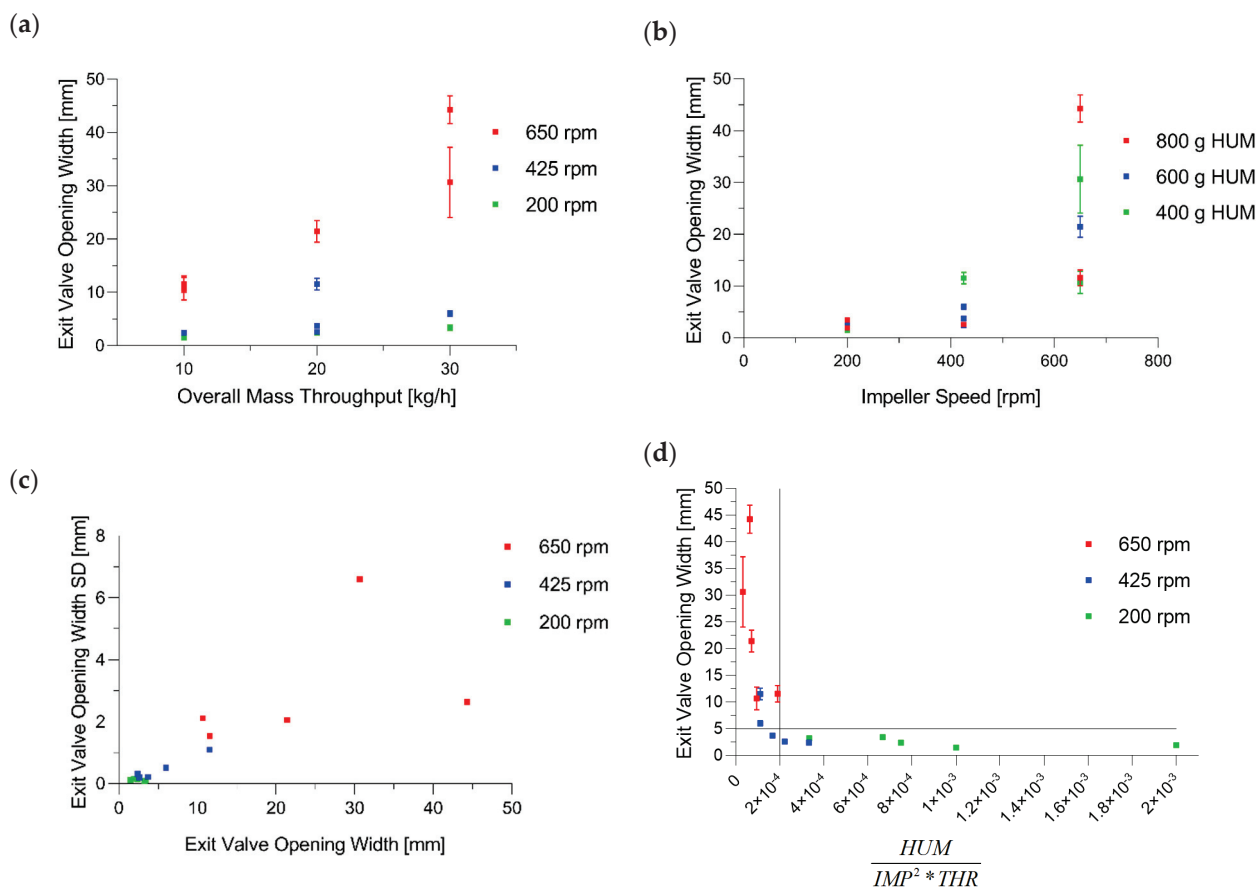 (a)
Exit Valve Opening Width [mm]
50
40
30
20
10
0
10
20
30
Overall Mass Throughput [kg/h]
650 rpm
425 rpm
200 rpm
(b)
Exit Valve Opening Width [mm]
50
40
30
20
10
0
0
200
400
600
800
Impeller Speed [rpm]
800 g HUM
600 g HUM
400 g HUM
(c)
Exit Valve Opening Width SD [mm]
8
6
4
2
0
0
10
20
30
40
50
Exit Valve Opening Width [mm]
650 rpm
425 rpm
200 rpm
(d)
Exit Valve Opening Width [mm]
50
45
40
35
30
25
20
15
10
5
0
0
2×10⁻⁴
4×10⁻⁴
6×10⁻⁴
8×10⁻⁴
1×10⁻³
1.2×10⁻³
1.4×10⁻³
1.6×10⁻³
1.8×10⁻³
2×10⁻³
650 rpm
425 rpm
200 rpm
HUM
IMP² * THR